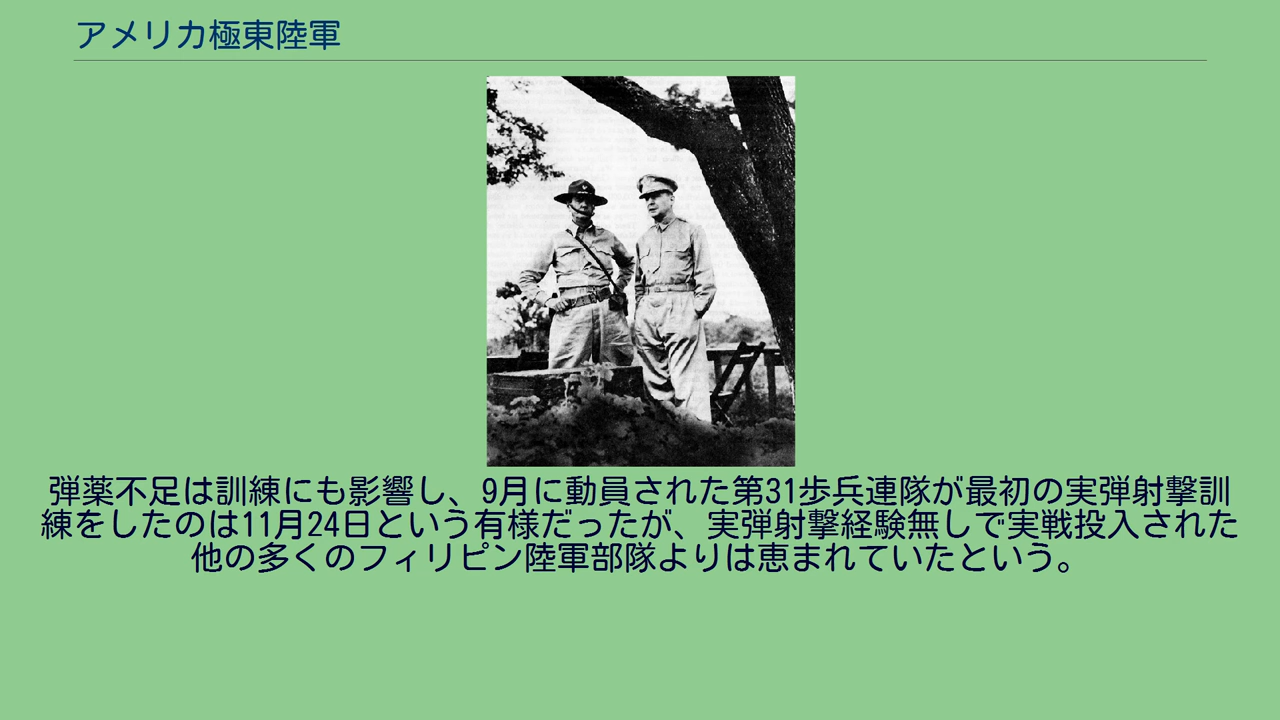 アメリカ極東陸軍
弾薬不足は訓練にも影響し、9月に動員された第31歩兵連隊が最初の実弾射撃訓
練をしたのは11月24日という有様だったが、実弾射撃経験無しで実戦投入された
他の多くのフィリピン陸軍部隊よりは恵まれていたという。